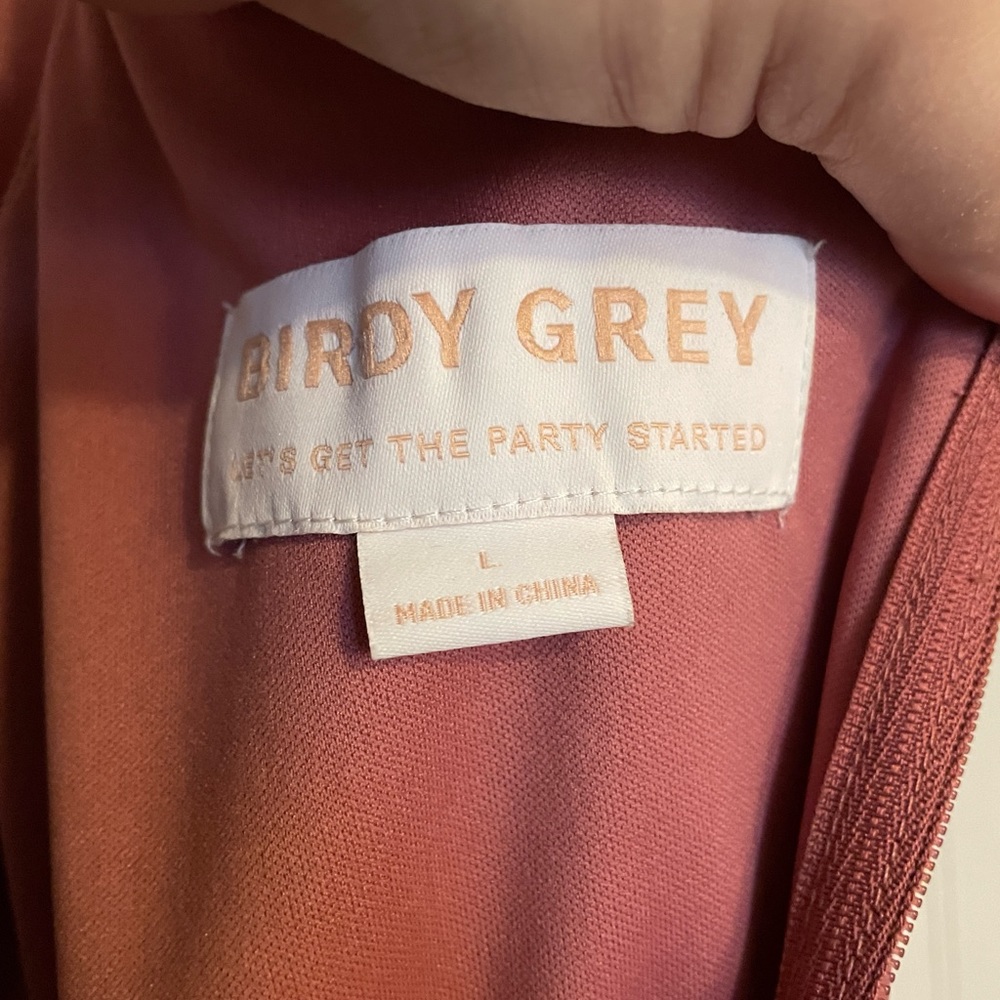 BIRDY GREY
LET'S GET THE PARTY STARTED
L
MADE IN CHINA